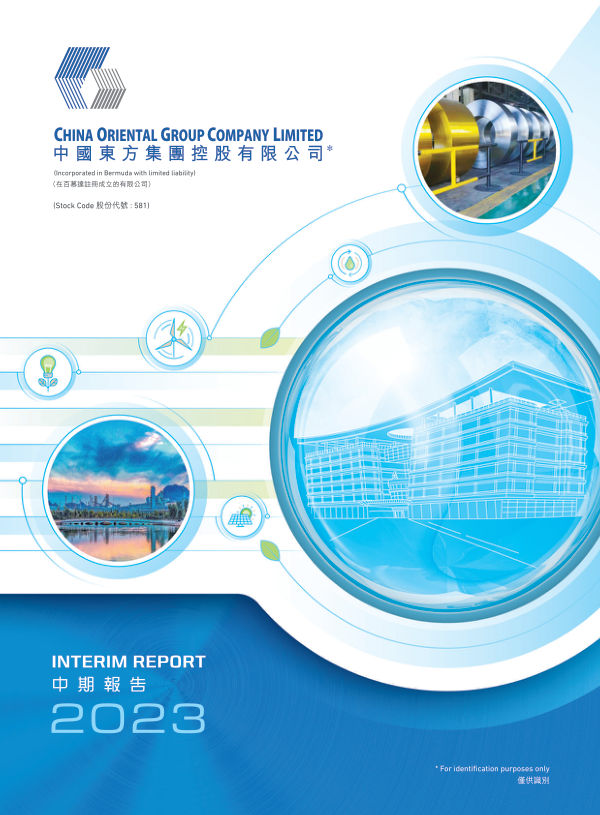 CHINA ORIENTAL GROUP COMPANY LIMITED
中國東方集團控股有限公司*
(Incorporated in Bermuda with limited liability)
(在百慕達註冊成立的有限公司)
(Stock Code 股份代號 : 581)
INTERIM REPORT
中期報告
2023
* For identification purposes only
僅供識別